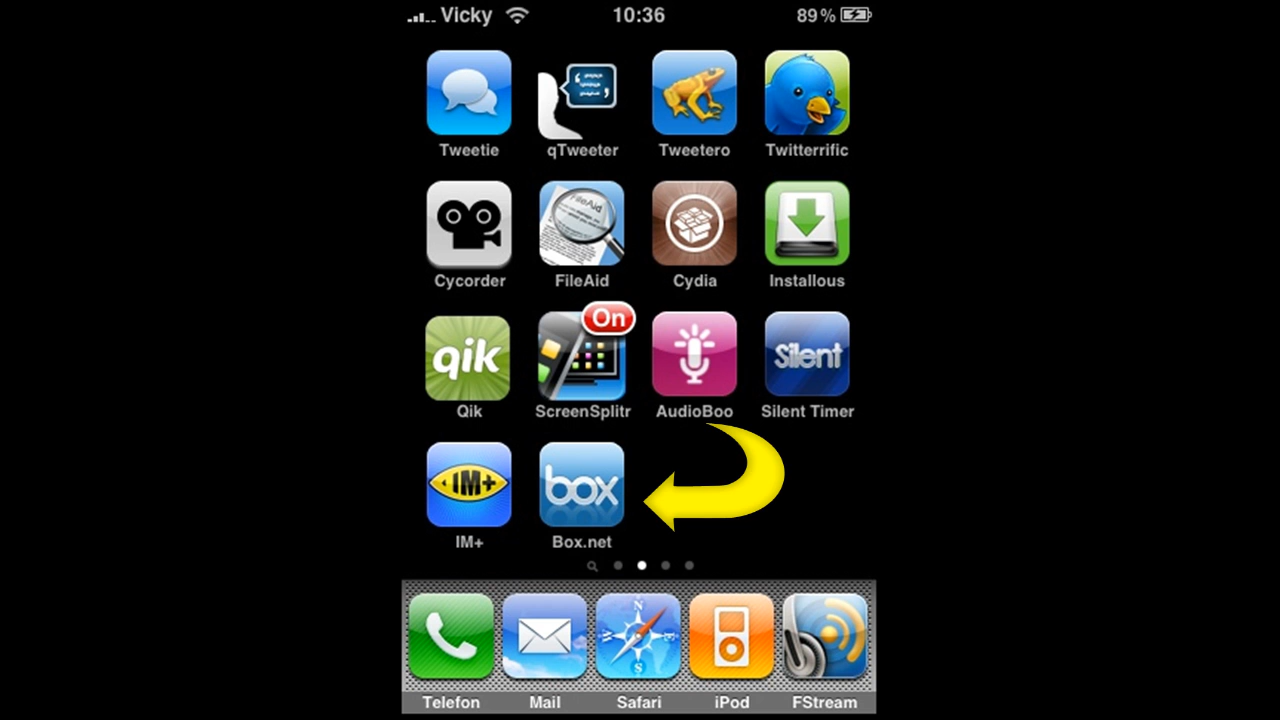 Vicky 10:36 89%
Tweetie qTweeter Tweetero Twitterrific
FileAid
Cycorder FileAid Cydia Installous
On
qik Silent
Qik ScreenSplitr AudioBoo Silent Timer
IM+ box
IM+ Box.net
N
W E
S
Telefon Mail Safari iPod FStream